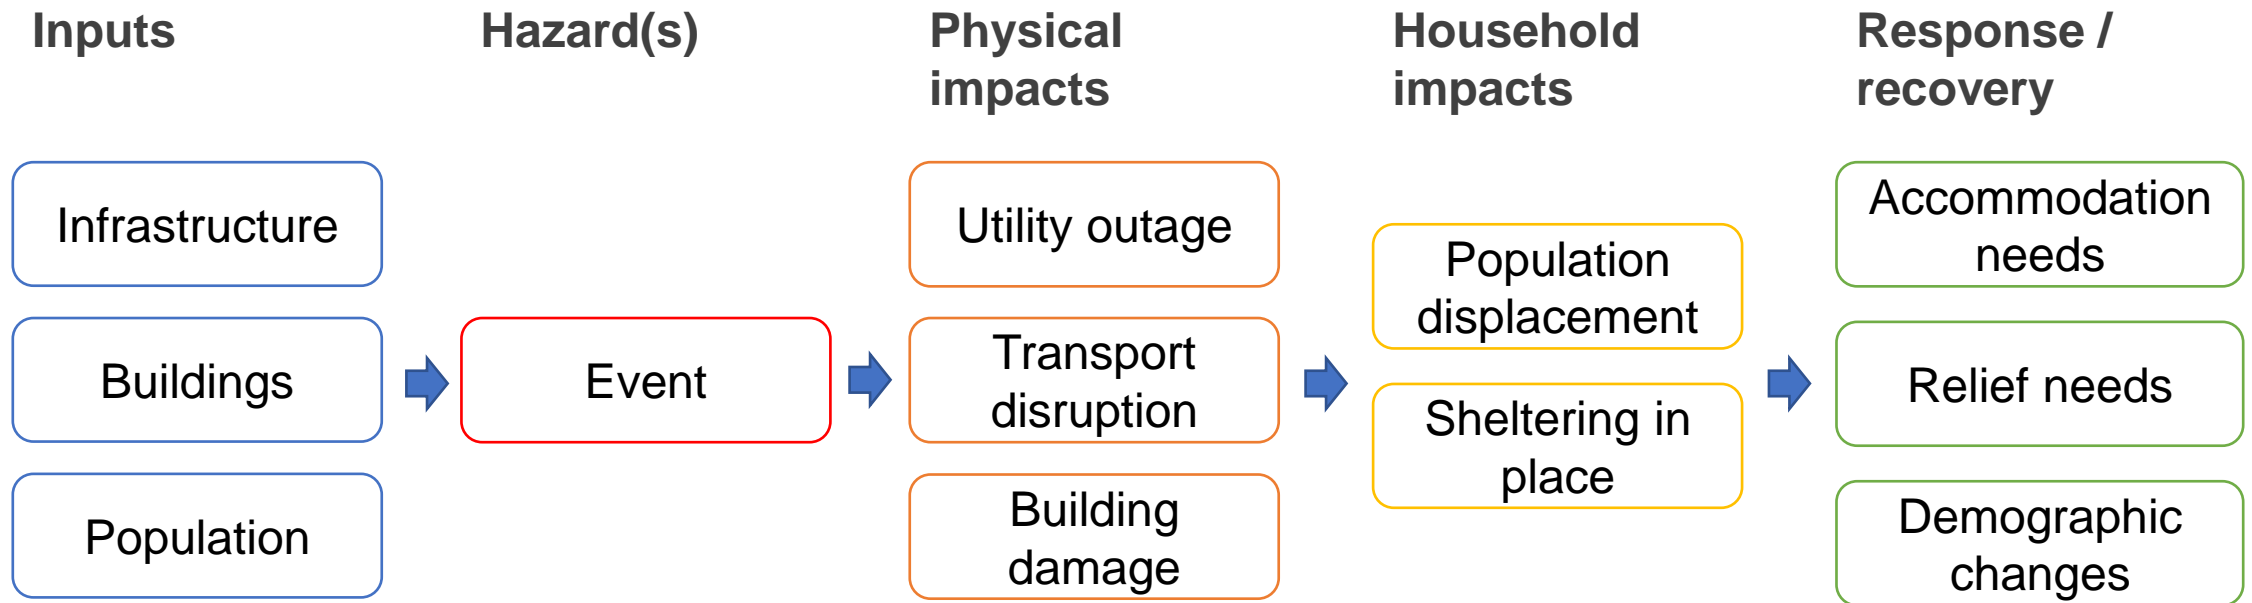 Inputs
Hazard(s)
Physical
impacts
Household
impacts
Response /
recovery
Infrastructure
Buildings
Population
Event
Utility outage
Transport
disruption
Building
damage
Population
displacement
Sheltering in
place
Accommodation
needs
Relief needs
Demographic
changes